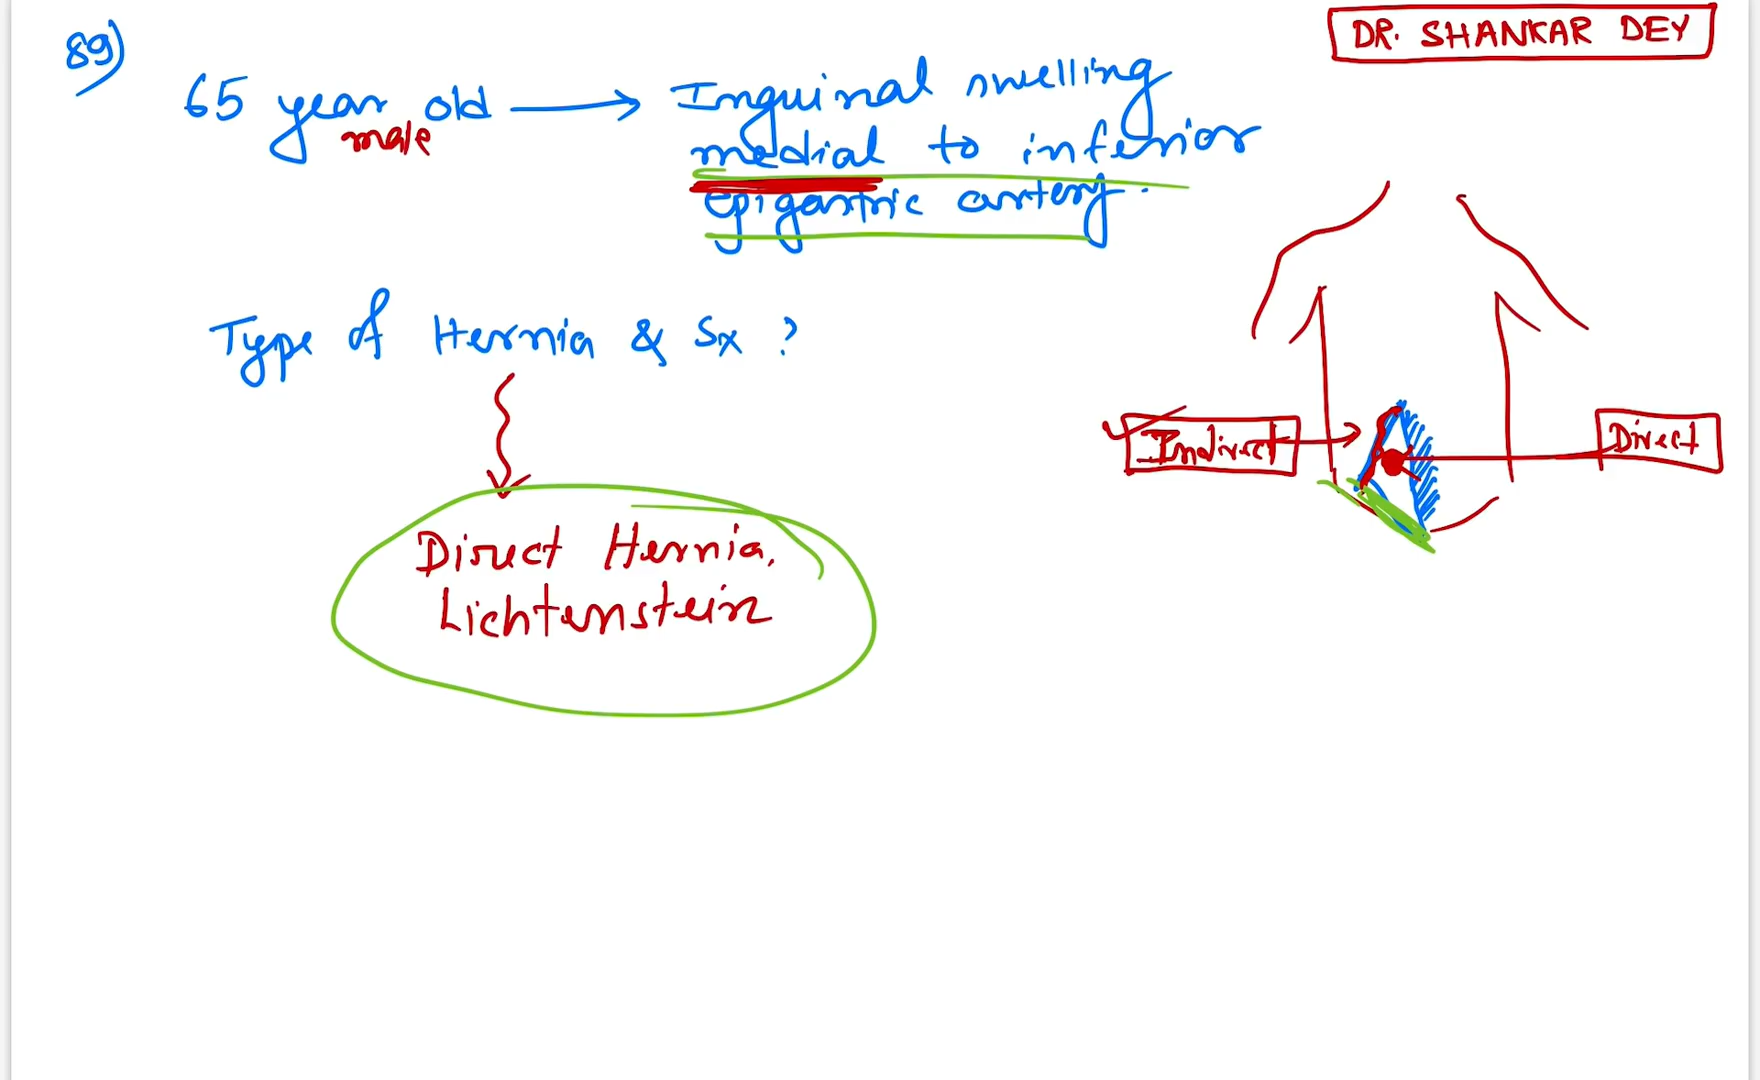 89)
DR. SHANKAR DEY
65 year old → Inguinal swelling
male
medial to inferior
epigastric artery.
Type of Hernia & Sx ?
Indirect
Direct
Direct Hernia,
Lichtenstein